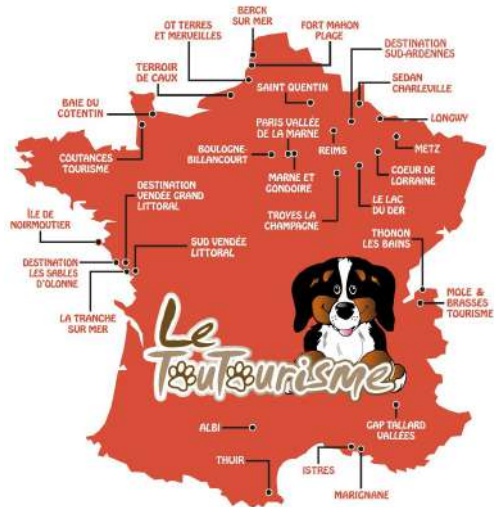 BERCK
SUR MER
FORT MAHON
PLAGE
OT TERRES
ET MERVEILLES
DESTINATION
SUD-ARDENNES
TERROIR
DE CAUX
SAINT QUENTIN
SEDAN
CHARLEVILLE
BAIE DU
COTENTIN
PARIS VALLÉE
DE LA MARNE
LONGWY
BOULOGNE-
BILLANCOURT
REIMS
METZ
COUTANCES
TOURISME
MARNE ET
GONDOIRE
COEUR DE
LORRAINE
DESTINATION
VENDÉE GRAND
LITTORAL
TROYES LA
CHAMPAGNE
LE LAC
DU DER
ÎLE DE
NOIRMOUTIER
SUD VENDÉE
LITTORAL
THONON
LES BAINS
DESTINATION
LES SABLES
D'OLONNE
MOLE &
BRASSES
TOURISME
LA TRANCHE
SUR MER
Le
TouTourisme
ALBI
GAP TALLARD
VALLÉES
THUIR
ISTRES
MARIGNANE